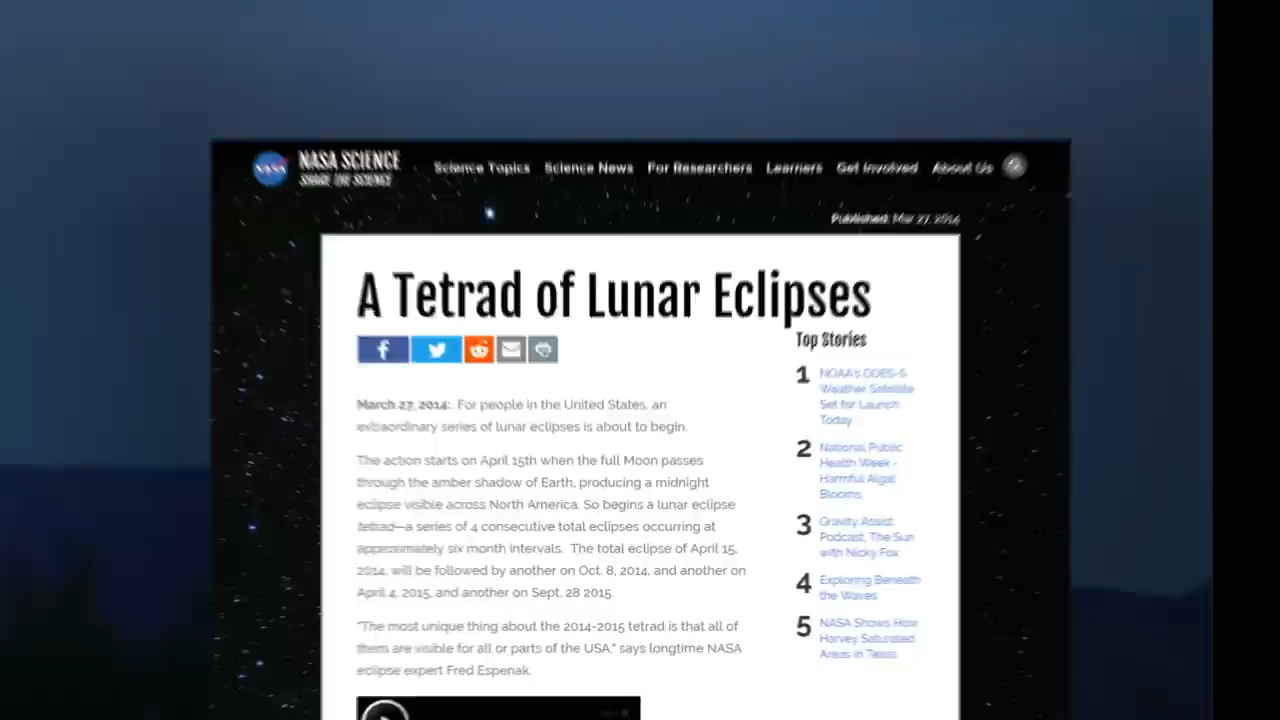 NASA
NASA SCIENCE
SHARE THE SCIENCE
Science Topics Science News For Researchers Learners Get Involved About Us
Published: Mar 27, 2014
A Tetrad of Lunar Eclipses
March 27, 2014: For people in the United States, an
extraordinary series of lunar eclipses is about to begin.
The action starts on April 15th when the full Moon passes
through the amber shadow of Earth, producing a midnight
eclipse visible across North America. So begins a lunar eclipse
tetrad—a series of 4 consecutive total eclipses occurring at
approximately six month intervals. The total eclipse of April 15,
2014, will be followed by another on Oct. 8, 2014, and another on
April 4, 2015, and another on Sept. 28 2015.
"The most unique thing about the 2014-2015 tetrad is that all of
them are visible for all or parts of the USA," says longtime NASA
eclipse expert Fred Espenak.
Top Stories
1 NOAA's GOES-S
Weather Satellite
Set for Launch
Today
2 National Public
Health Week -
Harmful Algal
Blooms
3 Gravity Assist
Podcast, The Sun
with Nicky Fox
4 Exploring Beneath
the Waves
5 NASA Shows How
Harvey Saturated
Areas in Texas